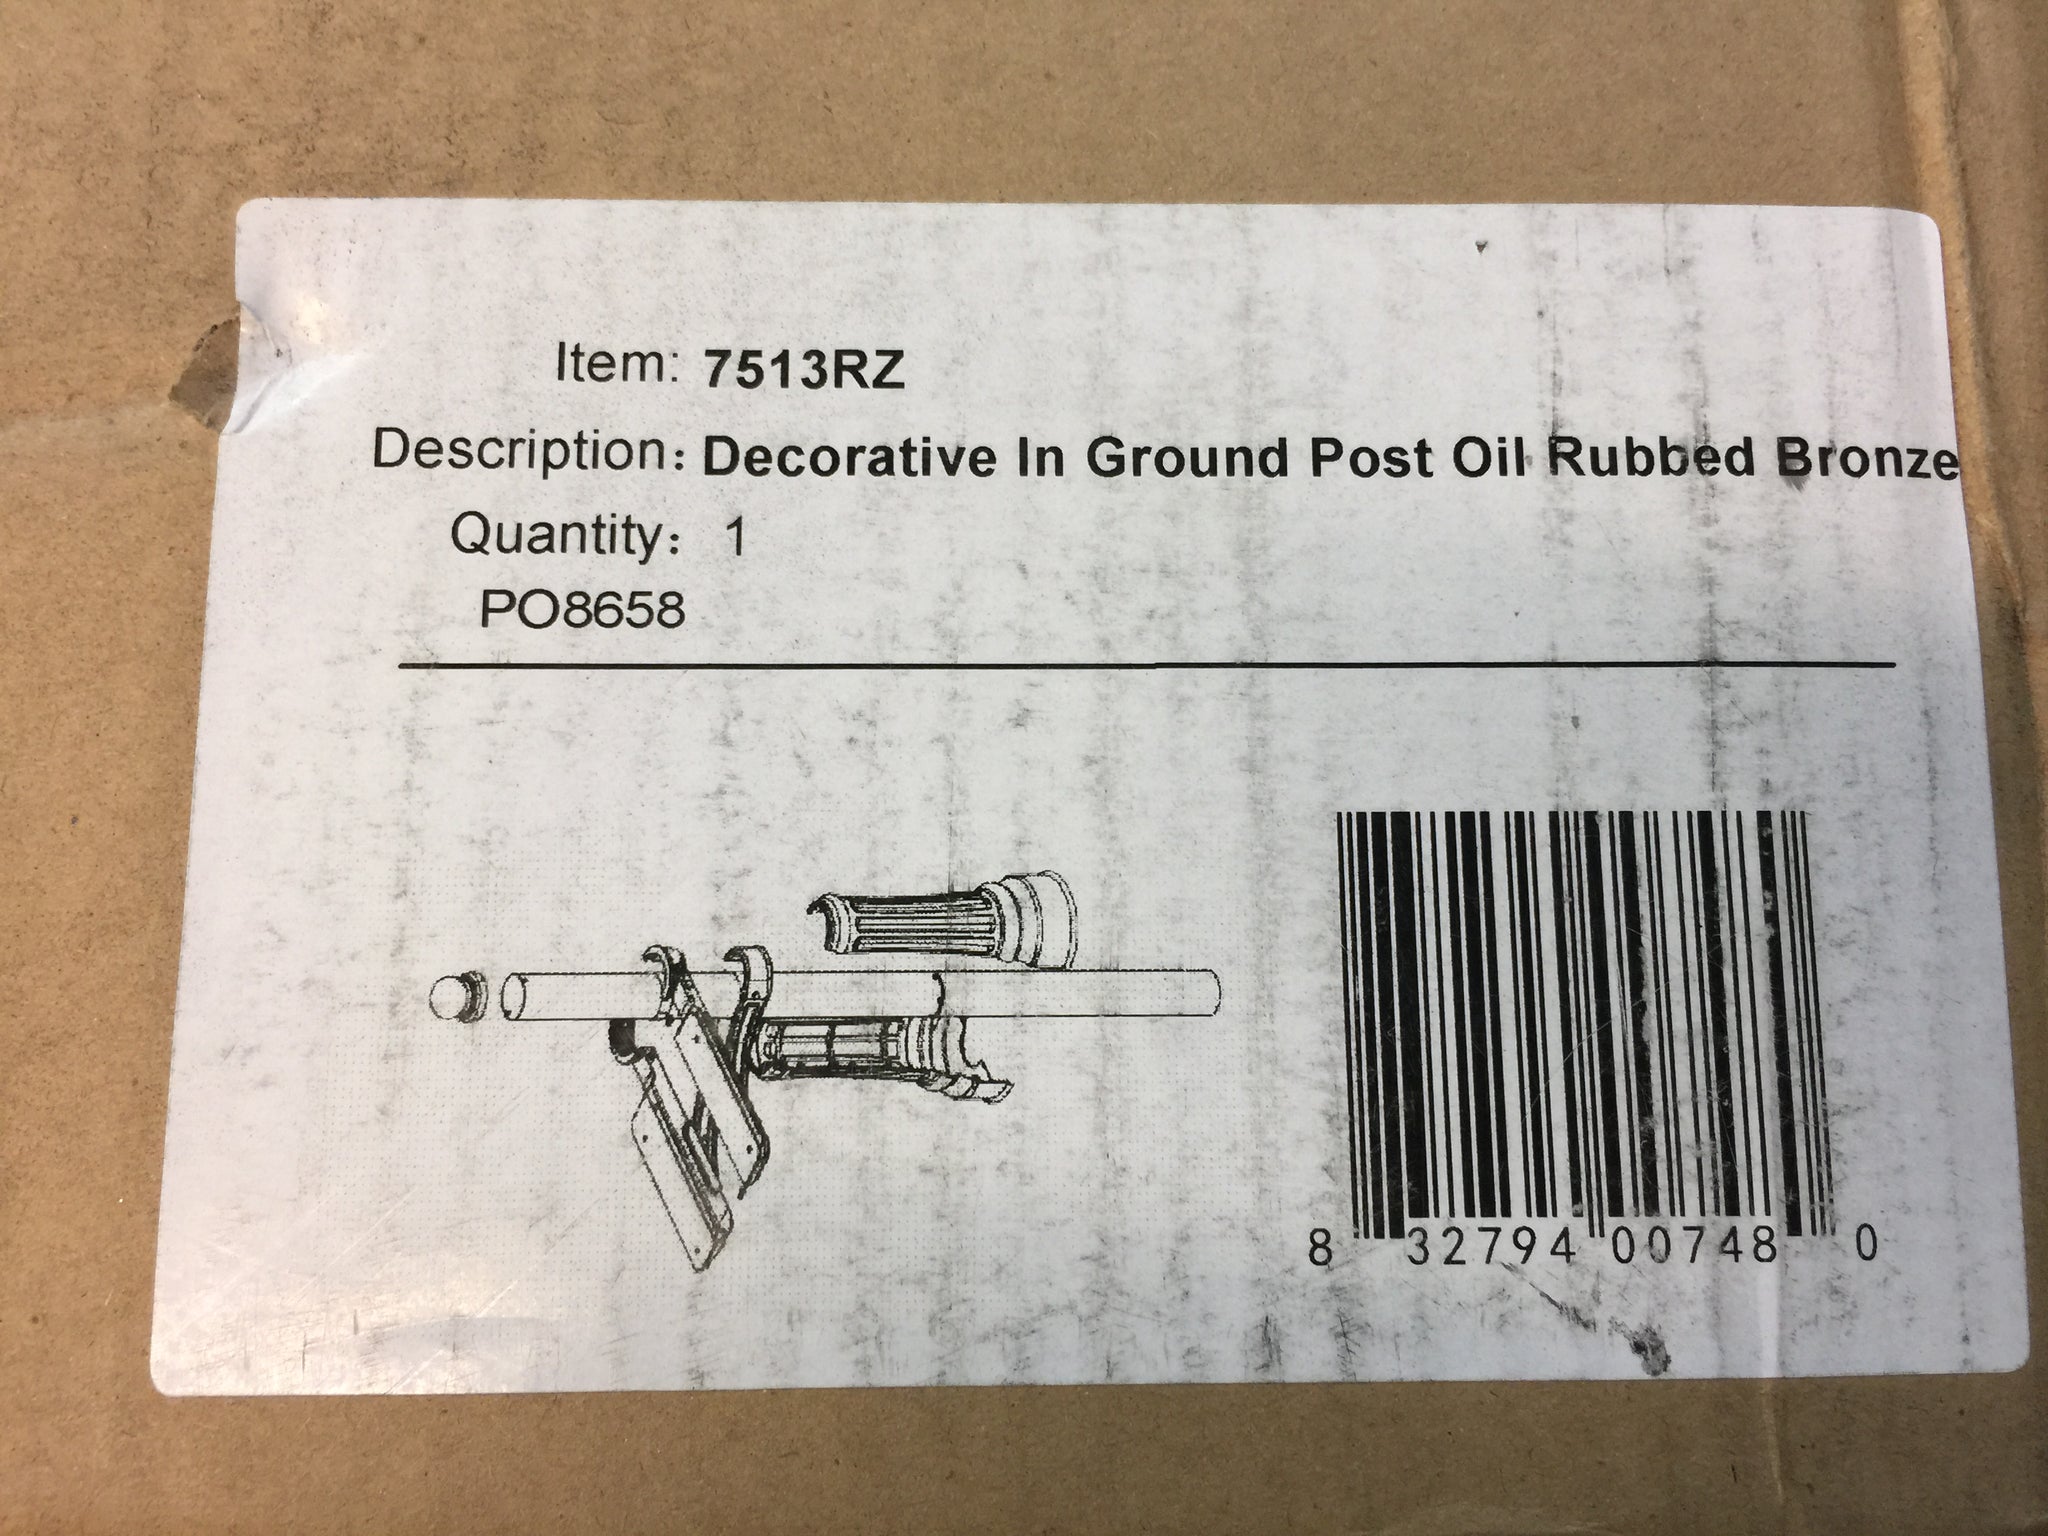 Item: 7513RZ
Description: Decorative In Ground Post Oil Rubbed Bronze
Quantity: 1
PO8658
8 32794 00748 0